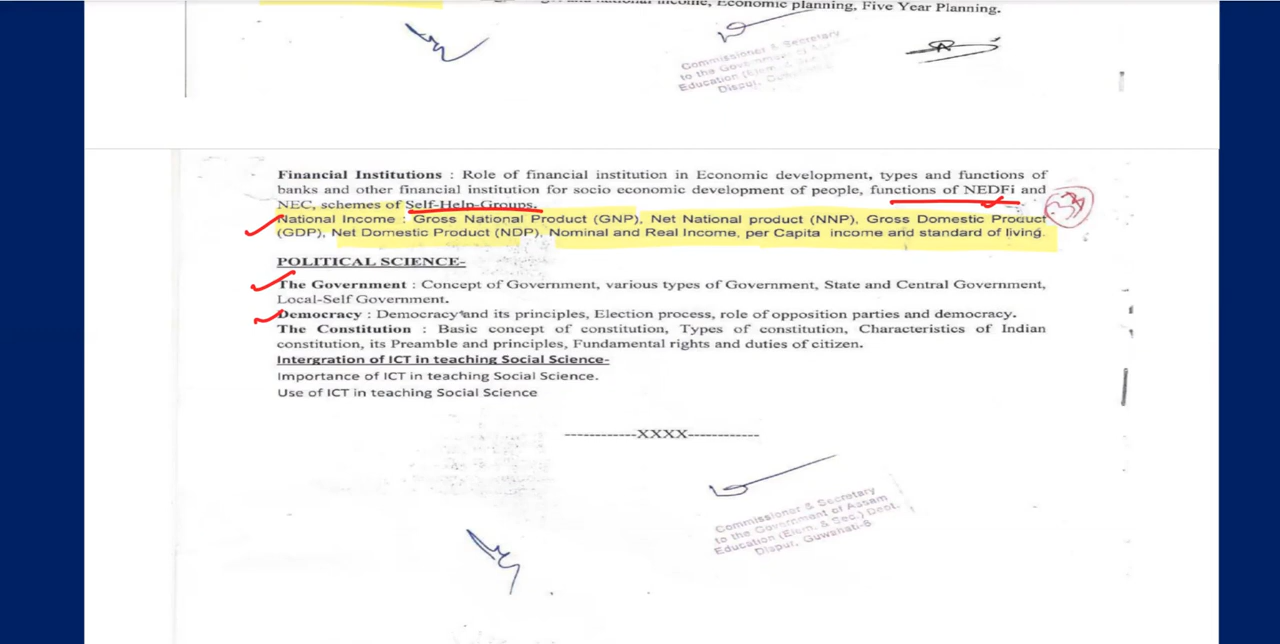 Economic planning, Five Year Planning.
Commissioner & Secretary
to the Government of
Education (Elem. &
Dispur,
Financial Institutions : Role of financial institution in Economic development, types and functions of
banks and other financial institution for socio economic development of people, functions of NEDFi and
NEC, schemes of Self-Help-Groups.
National Income : Gross National Product (GNP), Net National product (NNP), Gross Domestic Product
(GDP), Net Domestic Product (NDP), Nominal and Real Income, per Capita income and standard of living.
POLITICAL SCIENCE-
The Government : Concept of Government, various types of Government, State and Central Government,
Local-Self Government.
Democracy : Democracy and its principles, Election process, role of opposition parties and democracy.
The Constitution : Basic concept of constitution, Types of constitution, Characteristics of Indian
constitution, its Preamble and principles, Fundamental rights and duties of citizen.
Intergration of ICT in teaching Social Science-
Importance of ICT in teaching Social Science.
Use of ICT in teaching Social Science
------------XXXX------------
Commissioner & Secretary
to the Government of Assam
Education (Elem. & Sec.) Dept.
Dispur, Guwahati-6